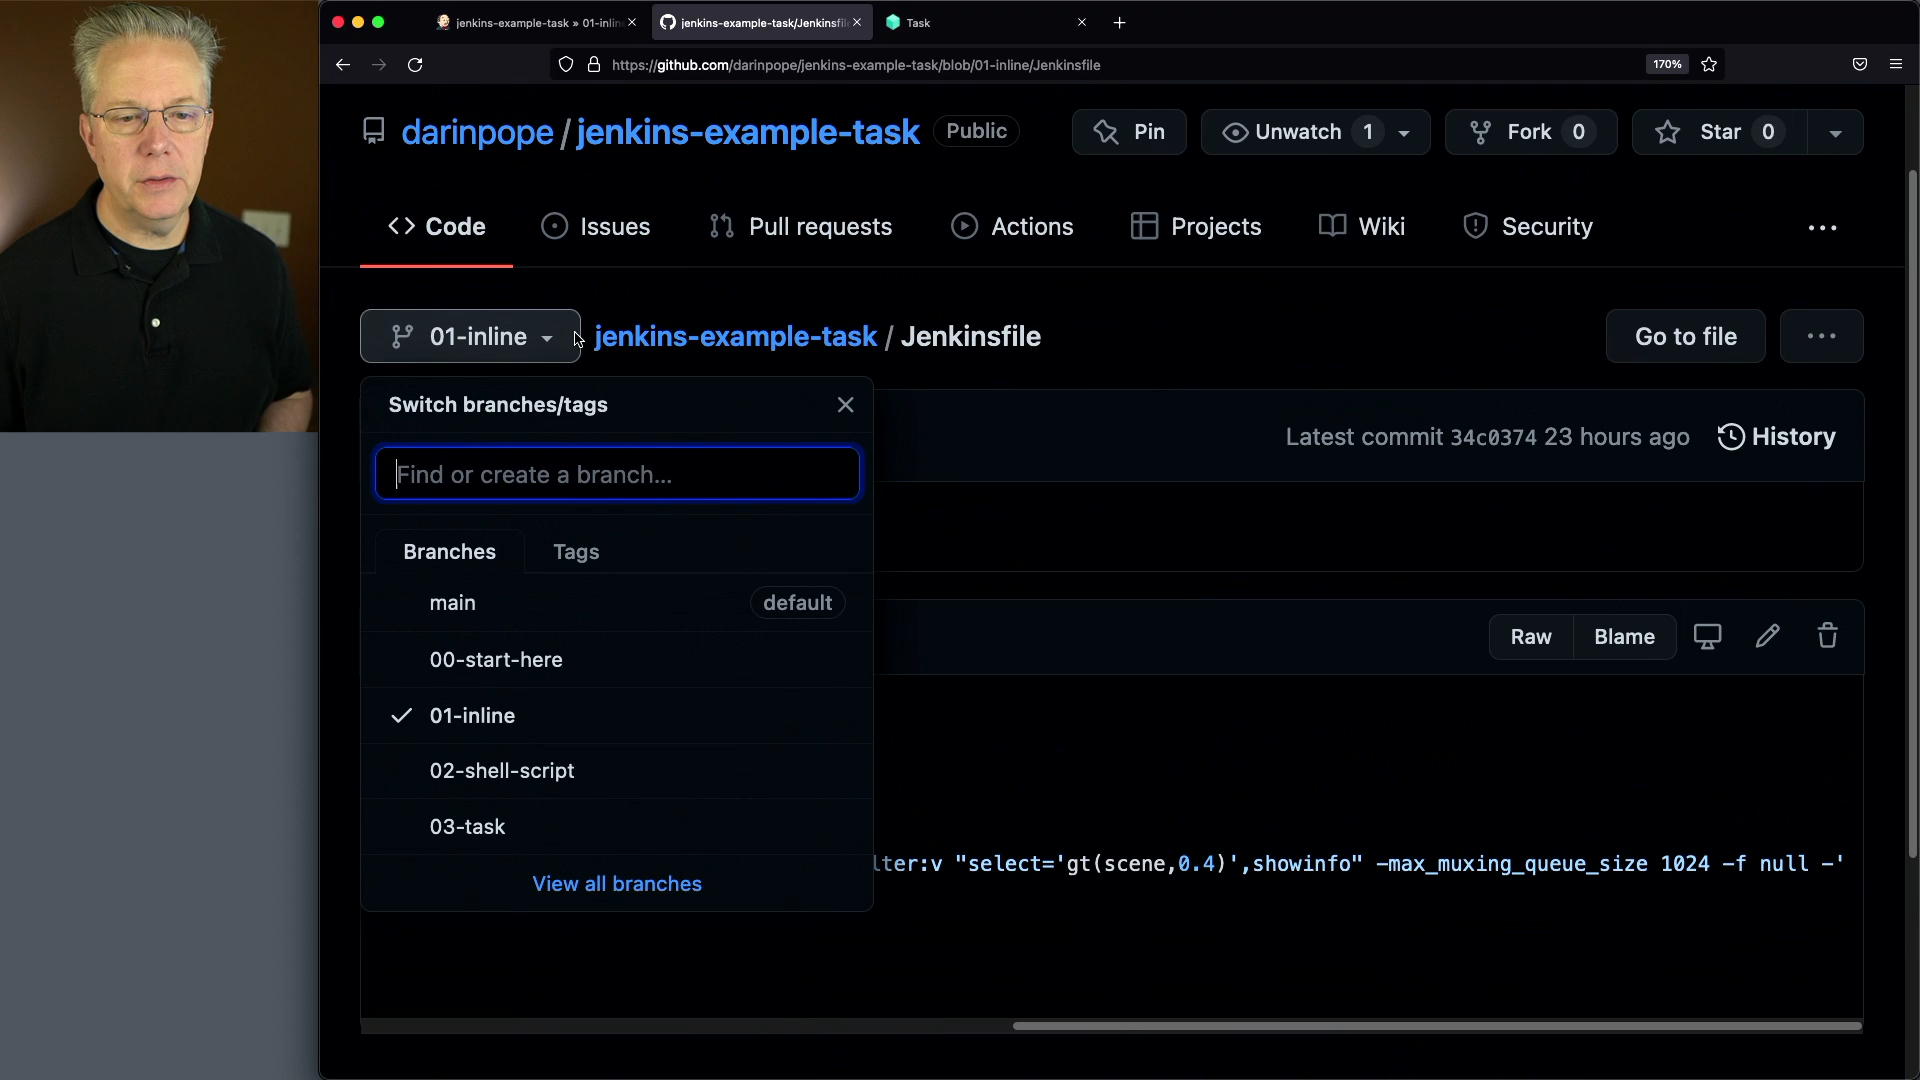 jenkins-example-task » 01-inline
jenkins-example-task/Jenkinsfile
Task
https://github.com/darinpope/jenkins-example-task/blob/01-inline/Jenkinsfile
170%
darinpope / jenkins-example-task
Public
Pin
Unwatch 1
Fork 0
Star 0
Code
Issues
Pull requests
Actions
Projects
Wiki
Security
01-inline
jenkins-example-task / Jenkinsfile
Go to file
Switch branches/tags
Latest commit 34c0374 23 hours ago
History
Find or create a branch...
Branches
Tags
main
default
00-start-here
Raw
Blame
01-inline
02-shell-script
03-task
lter:v "select='gt(scene,0.4)',showinfo" -max_muxing_queue_size 1024 -f null -'
View all branches